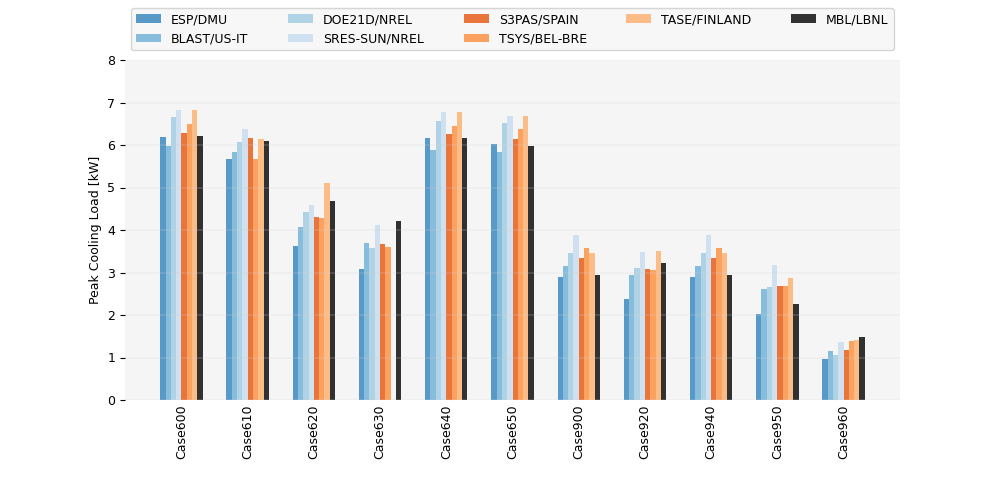 ESP/DMU DOE21D/NREL S3PAS/SPAIN TASE/FINLAND MBL/LBNL
BLAST/US-IT SRES-SUN/NREL TSYS/BEL-BRE
8
7
6
5
4
3
2
1
0
Peak Cooling Load [kW]
Case600
Case610
Case620
Case630
Case640
Case650
Case900
Case920
Case940
Case950
Case960